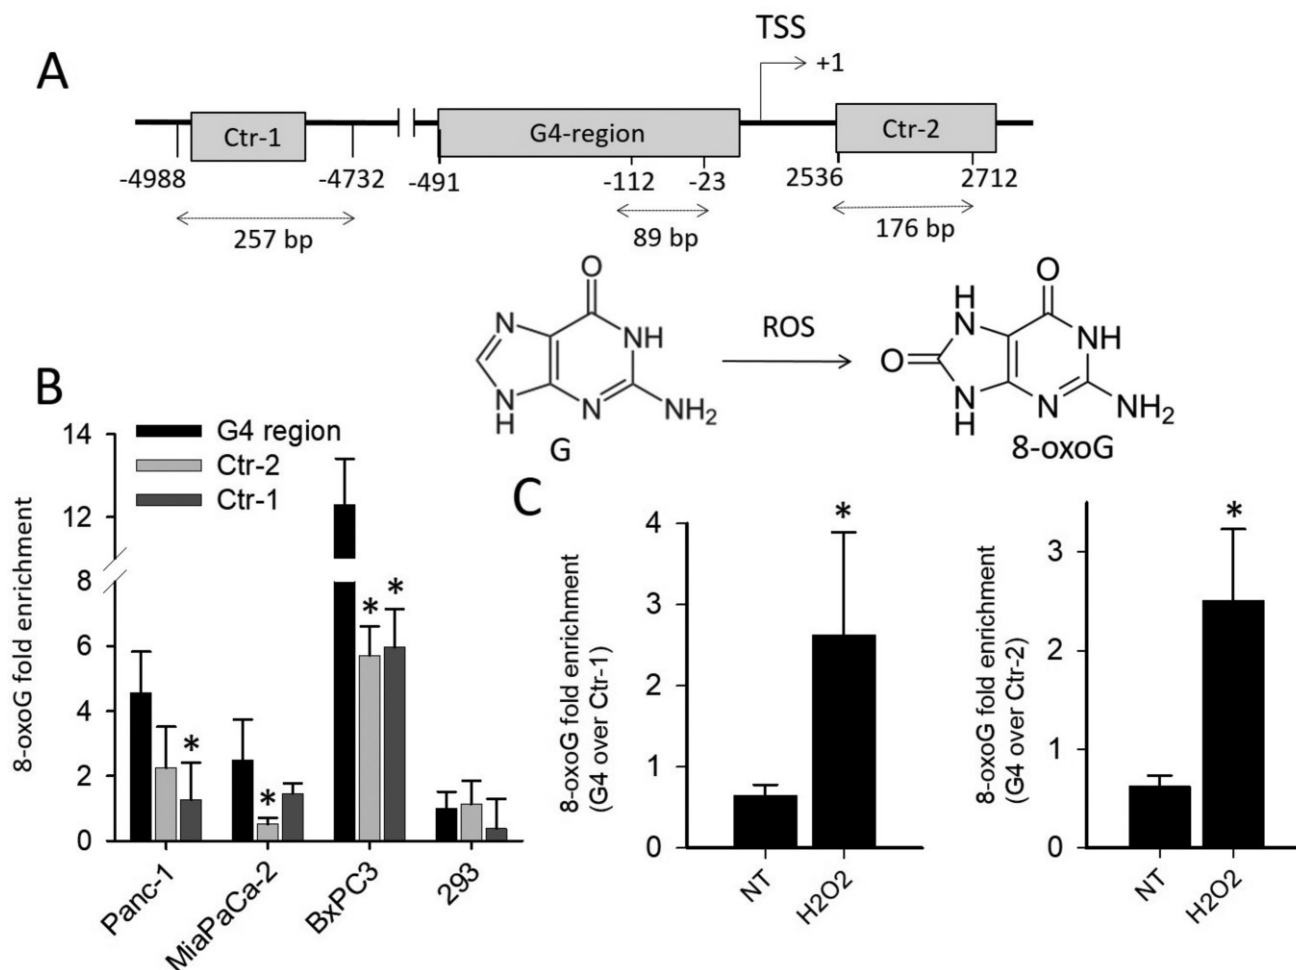 A
TSS
+1
Ctr-1
G4-region
Ctr-2
-4988
-4732
-491
-112
-23
2536
2712
257 bp
89 bp
176 bp
O
N
NH
N
H
N
NH2
G
ROS
O
H
N
NH
O
N
H
N
NH2
8-oxoG
B
G4 region
Ctr-2
Ctr-1
8-oxoG fold enrichment
14
12
8
6
4
2
0
*
*
*
*
Panc-1
MiaPaCa-2
BxPC3
293
C
8-oxoG fold enrichment
(G4 over Ctr-1)
4
3
2
1
0
*
NT
H2O2
8-oxoG fold enrichment
(G4 over Ctr-2)
3
2
1
0
*
NT
H2O2